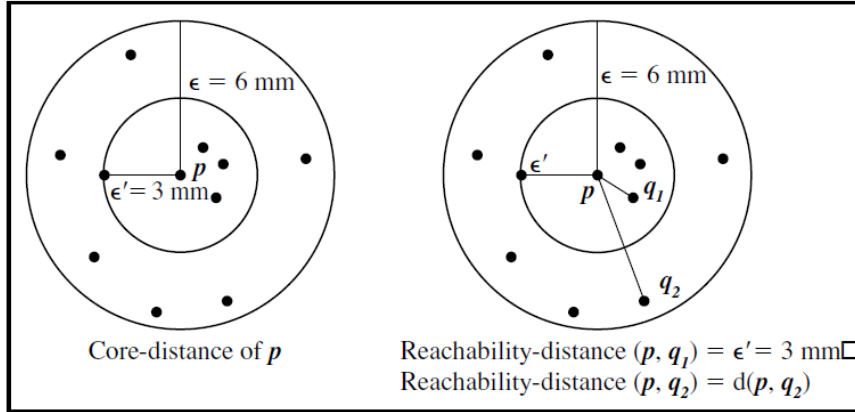 ϵ = 6 mm
p
ϵ′= 3 mm
Core-distance of p
ϵ = 6 mm
ϵ′
p
q1
q2
Reachability-distance (p, q1) = ϵ′= 3 mm□
Reachability-distance (p, q2) = d(p, q2)